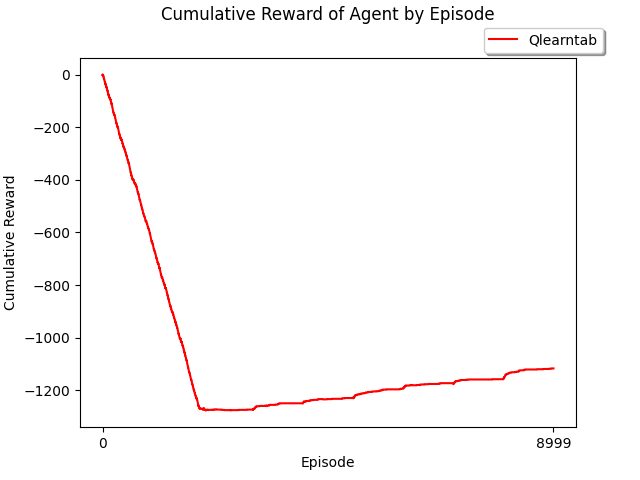 Cumulative Reward of Agent by Episode
Qlearntab
0
−200
−400
−600
−800
−1000
−1200
Cumulative Reward
0
8999
Episode